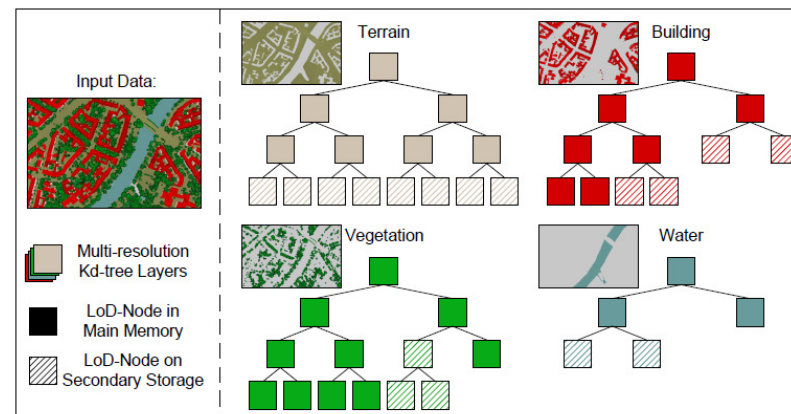 Input Data:
Multi-resolution
Kd-tree Layers
LoD-Node in
Main Memory
LoD-Node on
Secondary Storage
Terrain
Building
Vegetation
Water